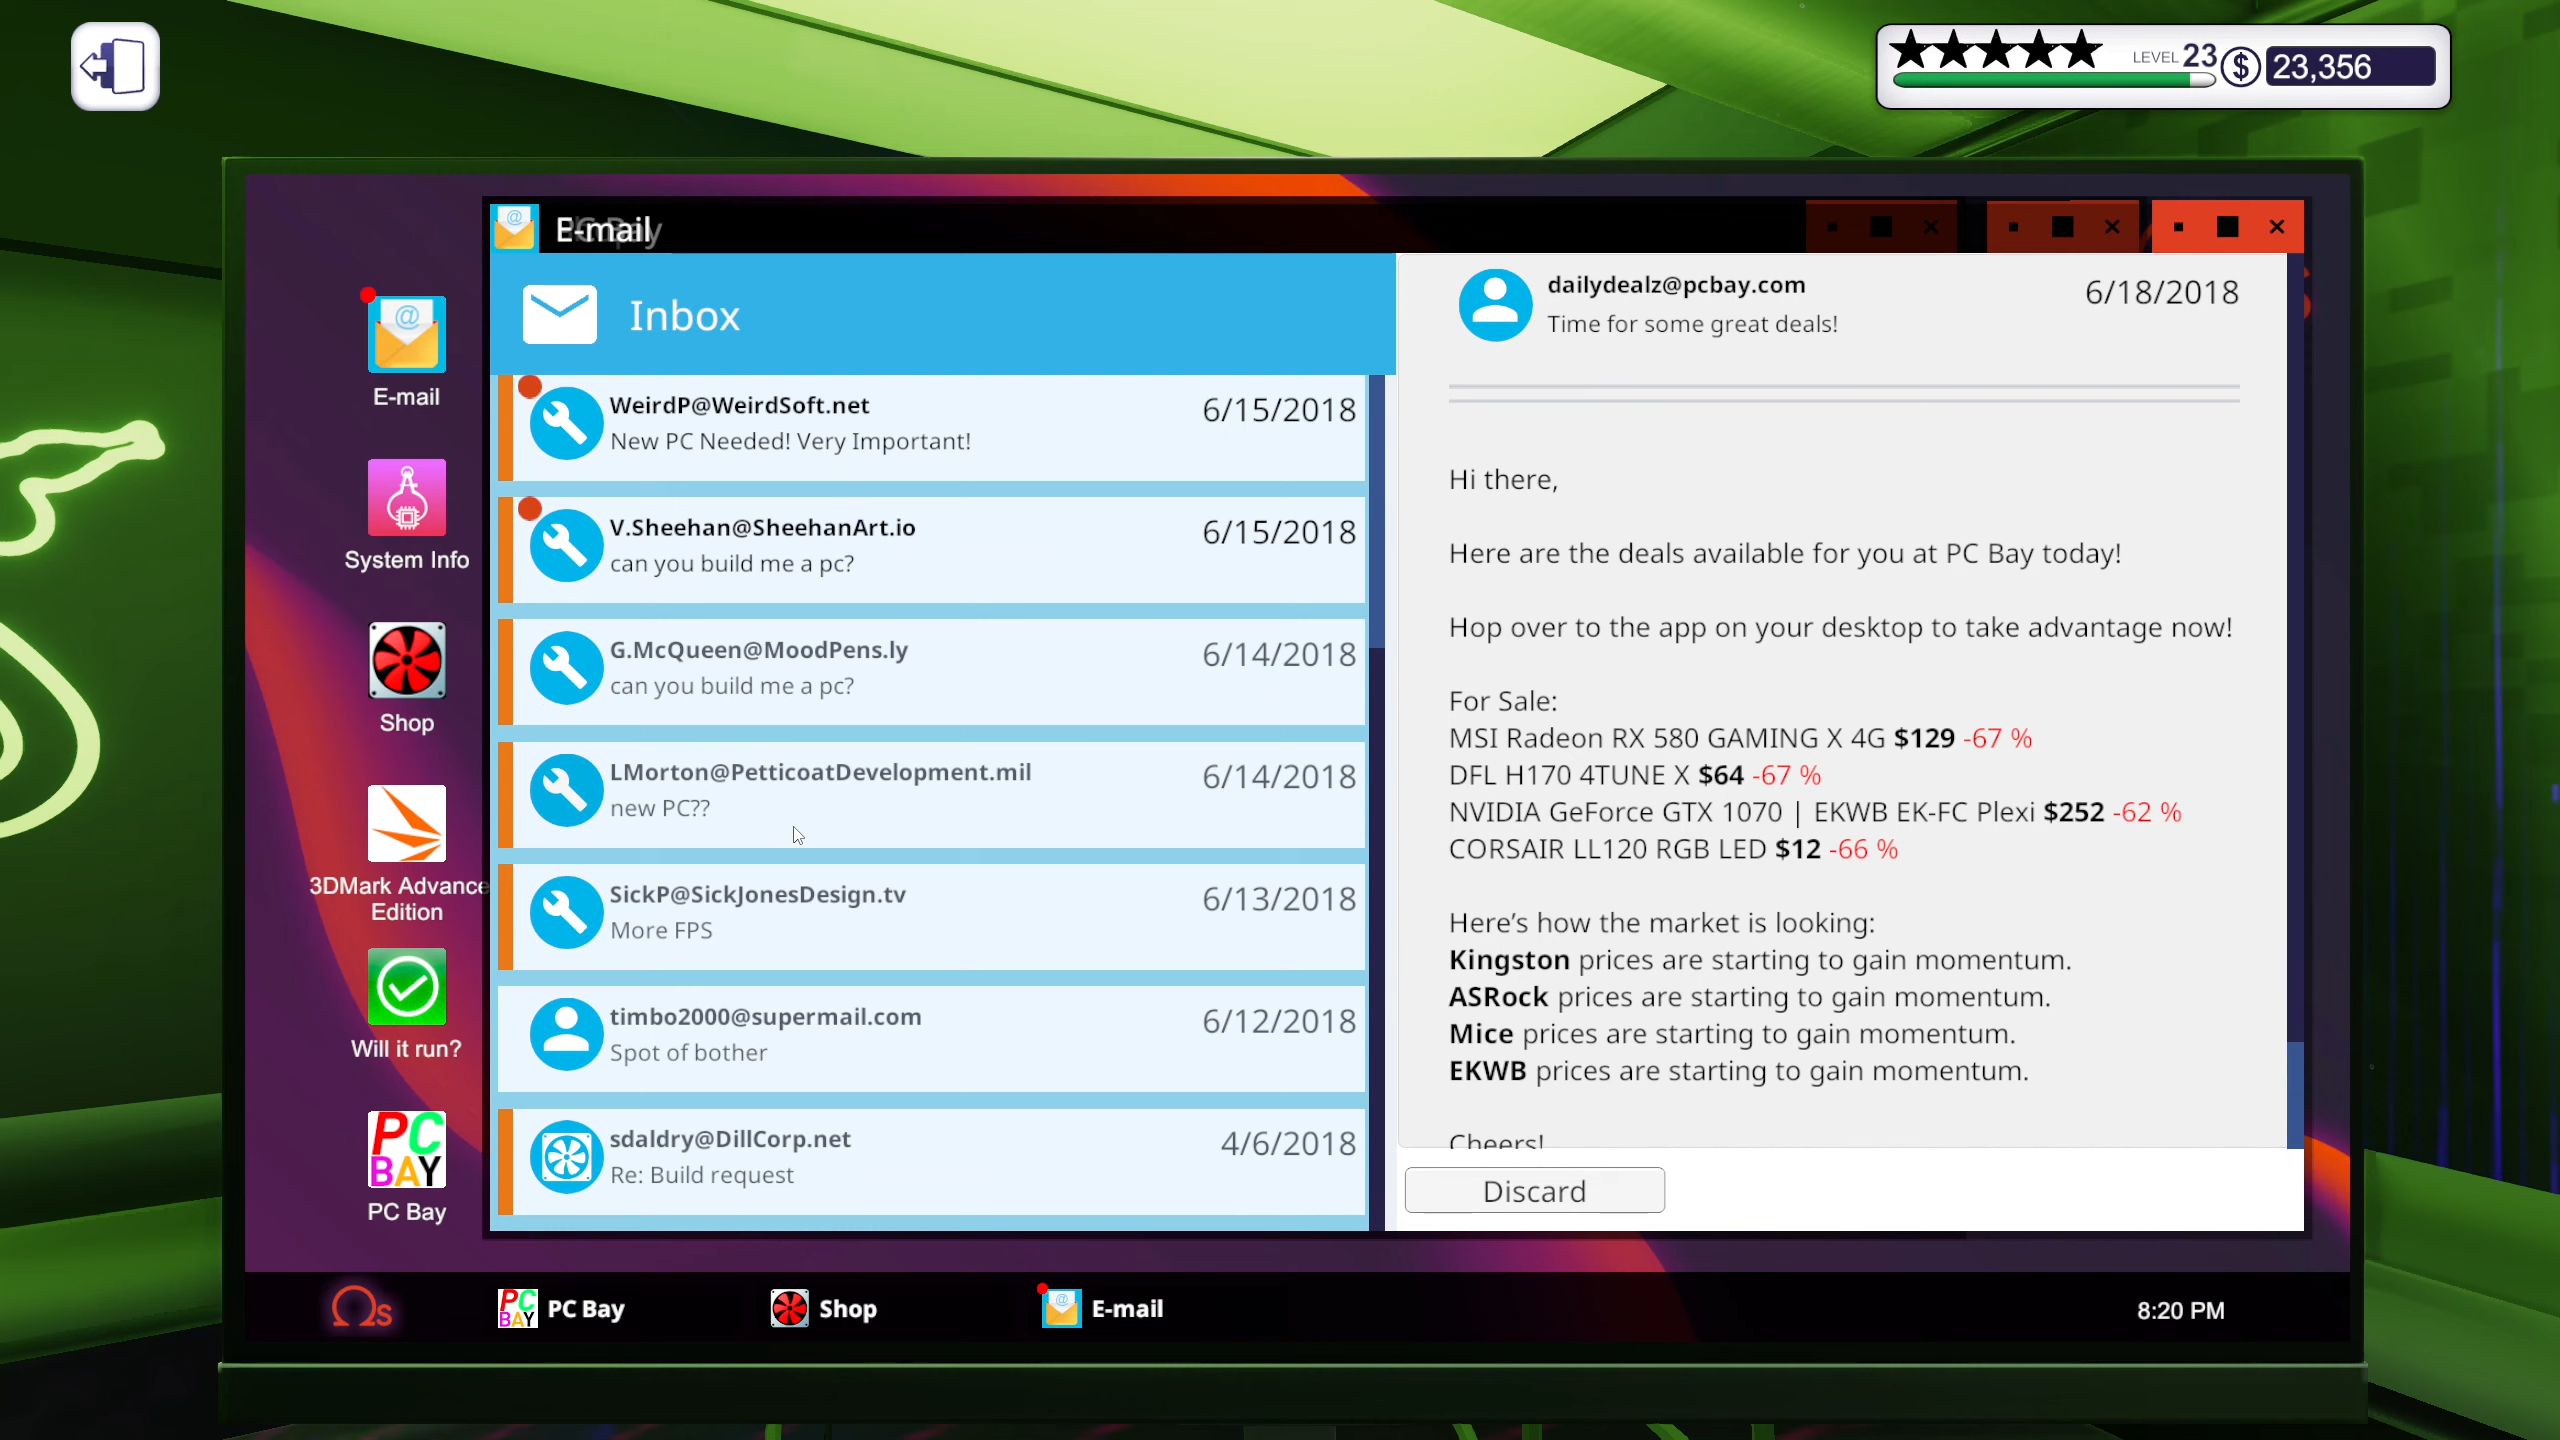 LEVEL 23 $ 23,356
E-mail
Inbox
WeirdP@WeirdSoft.net 6/15/2018
New PC Needed! Very Important!
V.Sheehan@SheehanArt.io 6/15/2018
can you build me a pc?
G.McQueen@MoodPens.ly 6/14/2018
can you build me a pc?
LMorton@PetticoatDevelopment.mil 6/14/2018
new PC??
SickP@SickJonesDesign.tv 6/13/2018
More FPS
timbo2000@supermail.com 6/12/2018
Spot of bother
sdaldry@DillCorp.net 4/6/2018
Re: Build request
dailydealz@pcbay.com 6/18/2018
Time for some great deals!
Hi there,
Here are the deals available for you at PC Bay today!
Hop over to the app on your desktop to take advantage now!
For Sale:
MSI Radeon RX 580 GAMING X 4G $129 -67 %
DFL H170 4TUNE X $64 -67 %
NVIDIA GeForce GTX 1070 | EKWB EK-FC Plexi $252 -62 %
CORSAIR LL120 RGB LED $12 -66 %
Here's how the market is looking:
Kingston prices are starting to gain momentum.
ASRock prices are starting to gain momentum.
Mice prices are starting to gain momentum.
EKWB prices are starting to gain momentum.
Cheers!
Discard
E-mail
System Info
Shop
3DMark Advance
Edition
Will it run?
PC
BAY
PC Bay
Ωs
PC
BAY
PC Bay
Shop
E-mail
8:20 PM